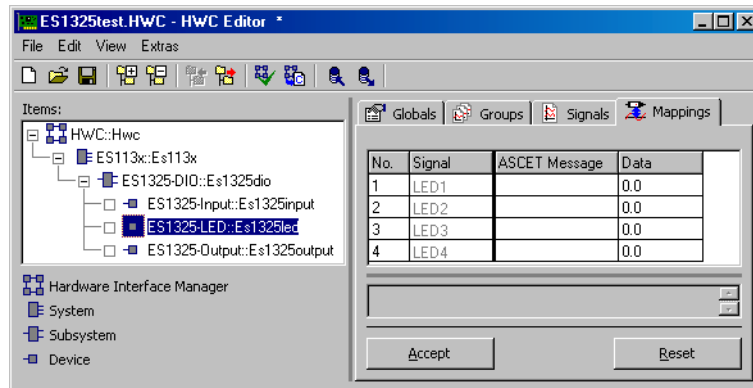 ES1325test.HWC - HWC Editor *
File Edit View Extras
Items:
HWC::Hwc
ES113x::Es113x
ES1325-DIO::Es1325dio
ES1325-Input::Es1325input
ES1325-LED::Es1325led
ES1325-Output::Es1325output
Hardware Interface Manager
System
Subsystem
Device
Globals Groups Signals Mappings
No. Signal ASCET Message Data
1 LED1 0.0
2 LED2 0.0
3 LED3 0.0
4 LED4 0.0
Accept Reset